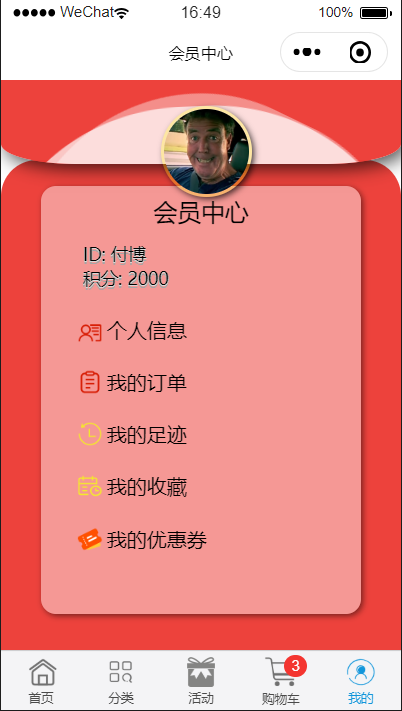 WeChat 16:49 100%
会员中心
会员中心
ID: 付博
积分: 2000
个人信息
我的订单
我的足迹
我的收藏
我的优惠券
3
首页 分类 活动 购物车 我的